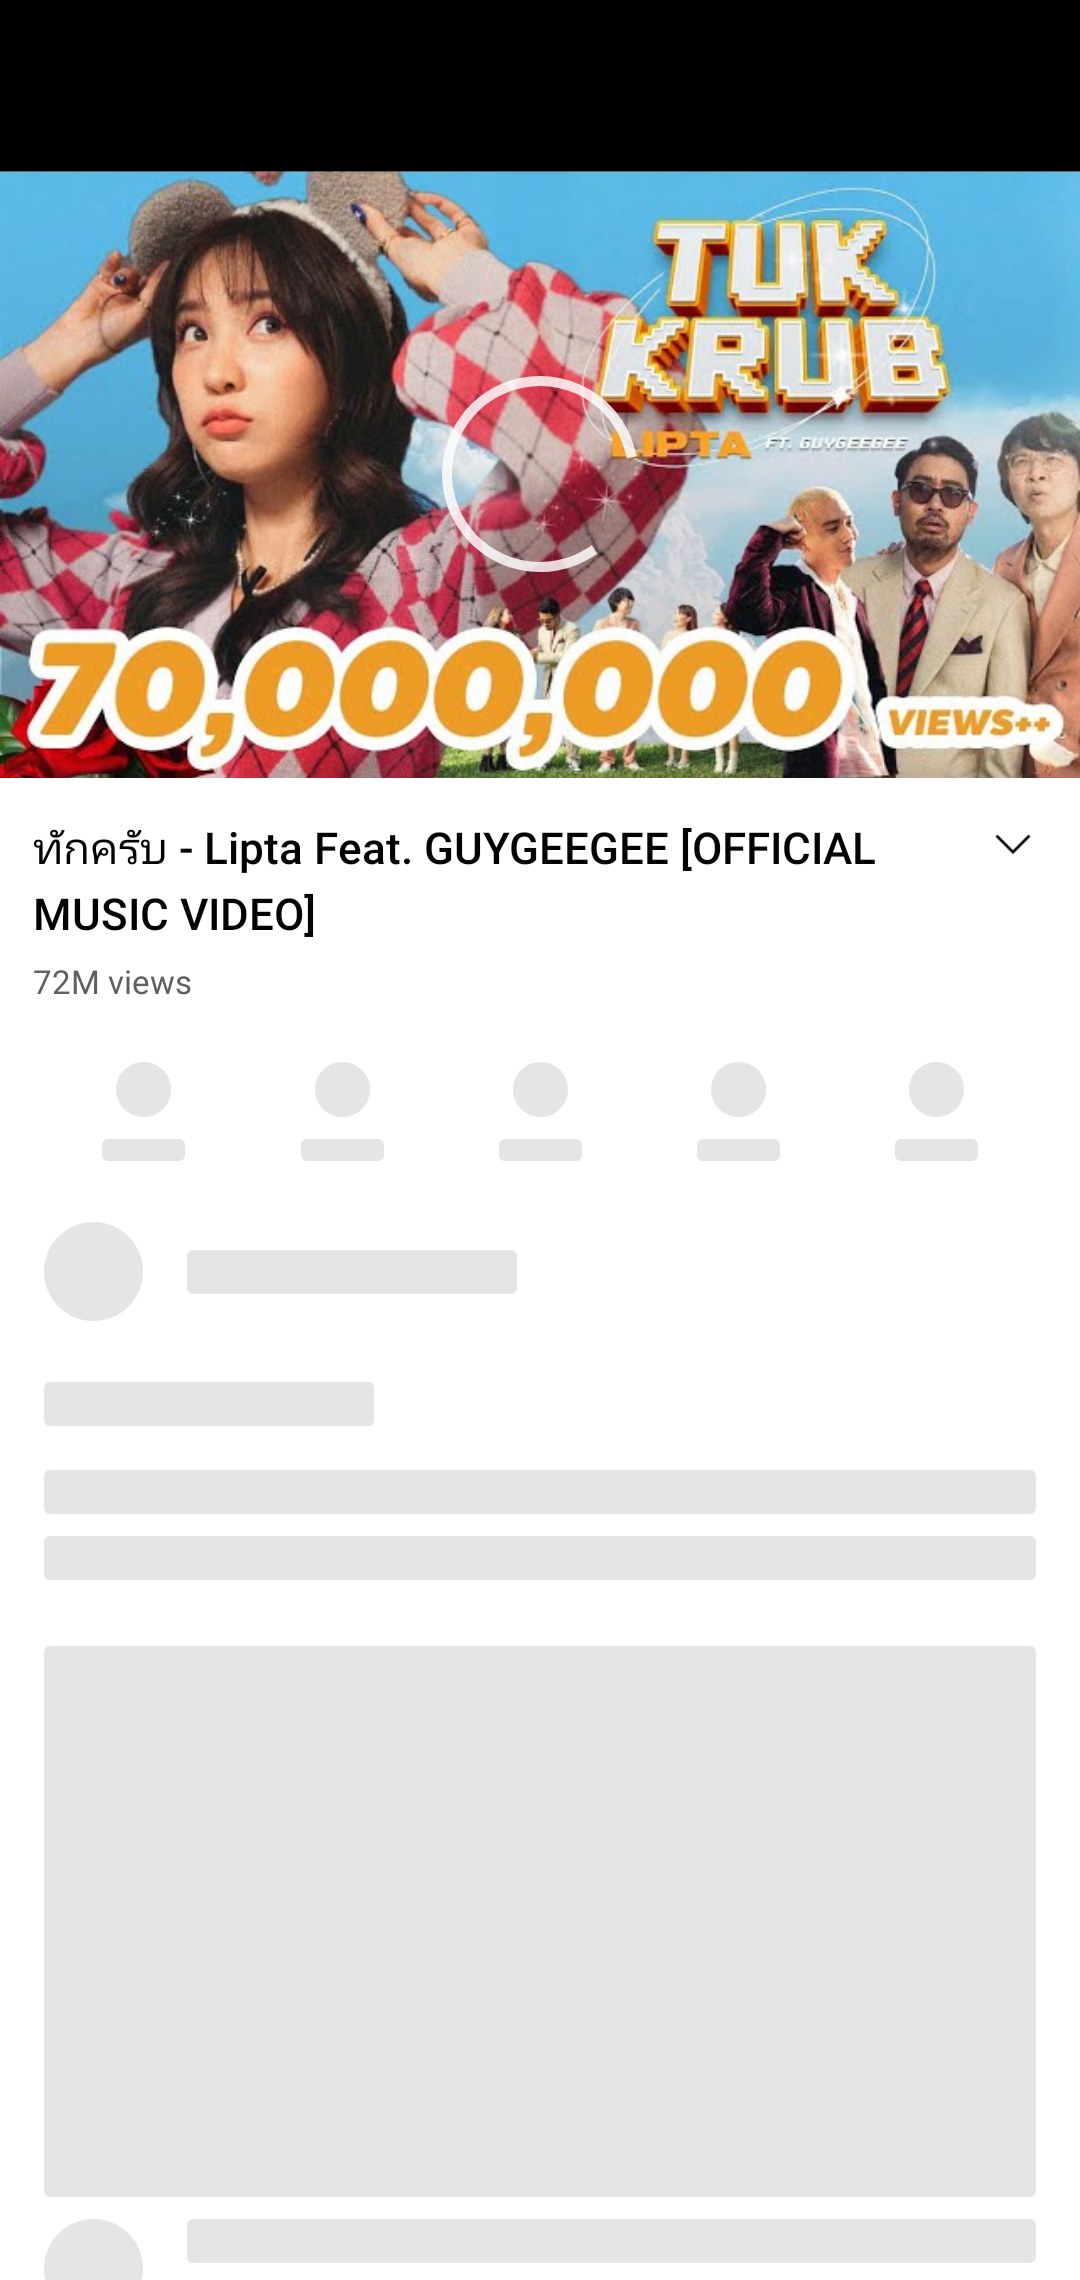 TUK
KRUB
LIPTA FT. GUYGEEGEE
70,000,000 VIEWS++
ทักครับ - Lipta Feat. GUYGEEGEE [OFFICIAL
MUSIC VIDEO]
72M views